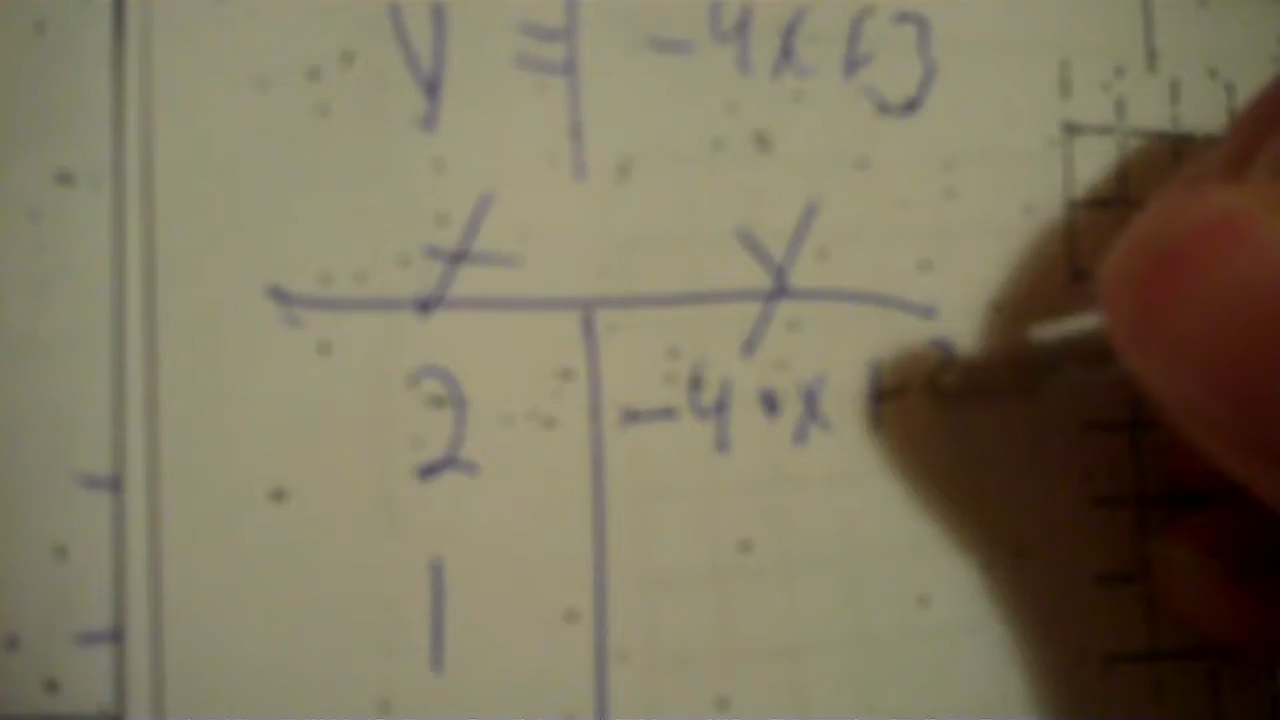 y = -4x+3
x y
2 -4 · x +
1